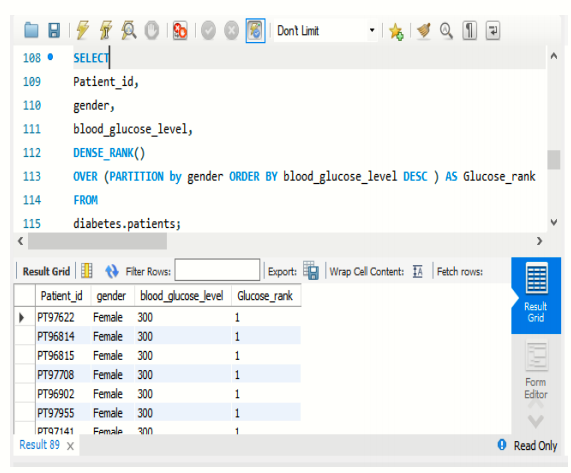 Don't Limit
108 SELECT
109 Patient_id,
110 gender,
111 blood_glucose_level,
112 DENSE_RANK()
113 OVER (PARTITION by gender ORDER BY blood_glucose_level DESC ) AS Glucose_rank
114 FROM
115 diabetes.patients;
Result Grid Filter Rows: Export: Wrap Cell Content: IA Fetch rows:
Patient_id gender blood_glucose_level Glucose_rank
PT97622 Female 300 1
PT96814 Female 300 1
PT96815 Female 300 1
PT97708 Female 300 1
PT96902 Female 300 1
PT97955 Female 300 1
PT97141 Female 300 1
Result
Grid
Form
Editor
Result 89 x
Read Only